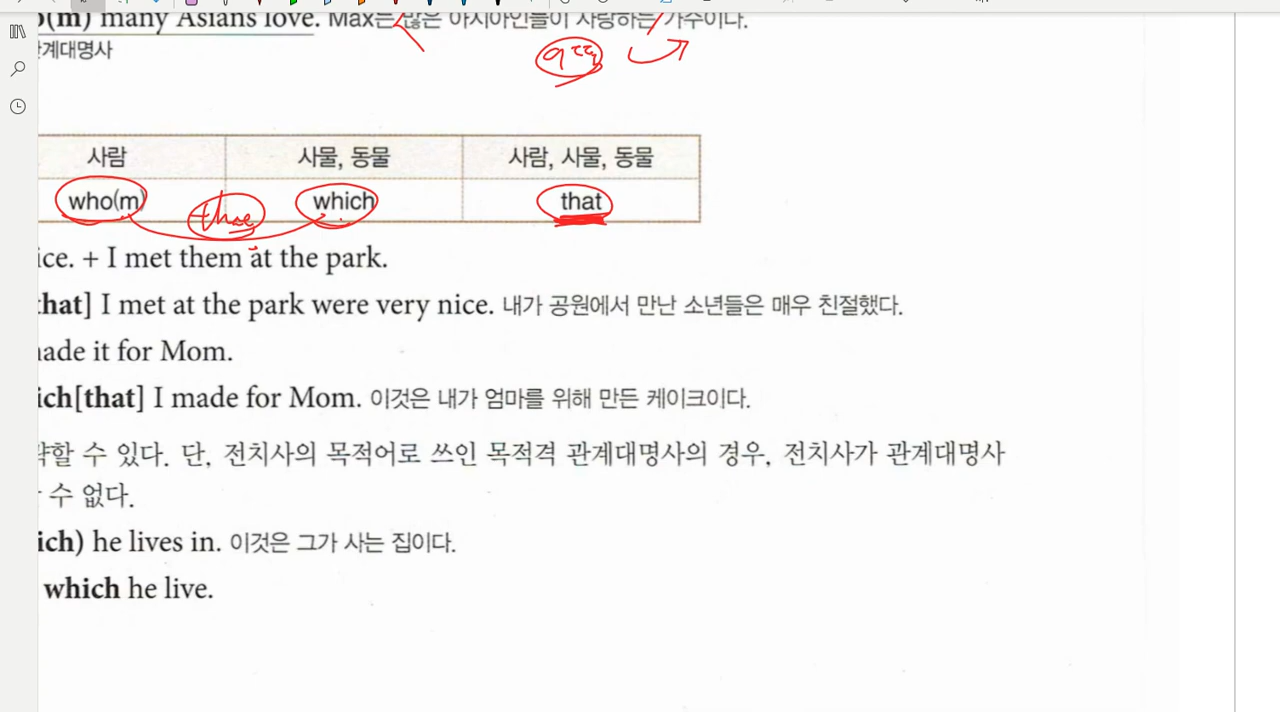 (m) many Asians love. Max는 많은 아시아인들이 사랑하는 가수이다.
관계대명사
어떤
사람 사물, 동물 사람, 사물, 동물
who(m) which that
that
ice. + I met them at the park.
that] I met at the park were very nice. 내가 공원에서 만난 소년들은 매우 친절했다.
made it for Mom.
ich[that] I made for Mom. 이것은 내가 엄마를 위해 만든 케이크이다.
략할 수 있다. 단, 전치사의 목적어로 쓰인 목적격 관계대명사의 경우, 전치사가 관계대명사
수 없다.
ich) he lives in. 이것은 그가 사는 집이다.
which he live.